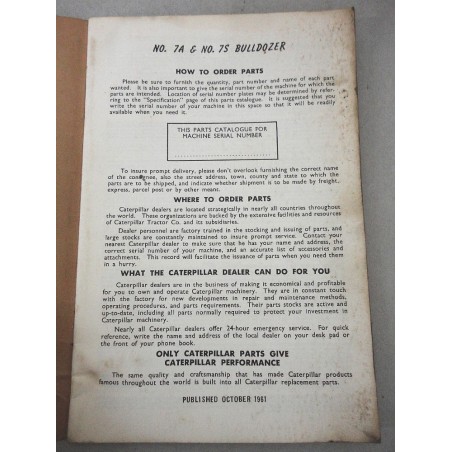 NO. 7A & NO. 7S BULLDOZER
HOW TO ORDER PARTS
Please be sure to furnish the quantity, part number and name of each part
wanted. It is also important to give the serial number of the machine for which the
parts are intended. Location of serial number plates may be determined by refer-
ring to the "Specification" page of this parts catalogue. It is suggested that you
write the serial number of your machine in this space so that it will be readily
available when you need it.
THIS PARTS CATALOGUE FOR
MACHINE SERIAL NUMBER
To insure prompt delivery, please don't overlook furnishing the correct name
of the consignee, also the street address, town, county and state to which the
parts are to be shipped, and indicate whether shipment is to be made by freight,
express, parcel post or by other means.
WHERE TO ORDER PARTS
Caterpillar dealers are located strategically in nearly all countries throughout
the world. These organizations are backed by the extensive facilities and resources
of Caterpillar Tractor Co. and its subsidiaries.
Dealer personnel are factory trained in the stocking and issuing of parts, and
large stocks are constantly maintained to insure prompt service. Contact your
nearest Caterpillar dealer to make sure that he has your name and address, the
correct serial number of your machine, and an accurate list of accessories and
attachments. This record will facilitate the issuance of parts when you need them
in a hurry.
WHAT THE CATERPILLAR DEALER CAN DO FOR YOU
Caterpillar dealers are in the business of making it economical and profitable
for you to own and operate Caterpillar machinery. They are in constant touch
with the factory for new developments in repair and maintenance methods,
operating procedures, and parts requirements. Their parts stocks are active and
up-to-date, including all parts normally required to protect your investment in
Caterpillar machinery.
Nearly all Caterpillar dealers offer 24-hour emergency service. For quick
reference, write the name and address of the local dealer on your desk pad or
the front of your phone book.
ONLY CATERPILLAR PARTS GIVE
CATERPILLAR PERFORMANCE
The same quality and craftsmanship that has made Caterpillar products
famous throughout the world is built into all Caterpillar replacement parts.
PUBLISHED OCTOBER 1961